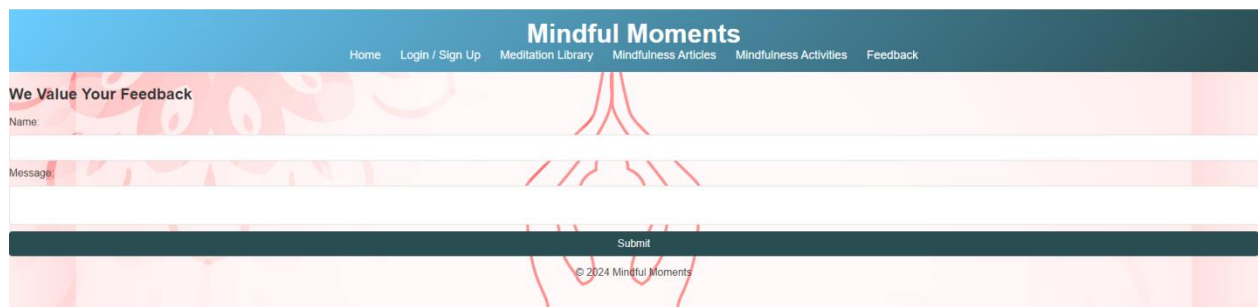 Mindful Moments
Home Login / Sign Up Meditation Library Mindfulness Articles Mindfulness Activities Feedback
We Value Your Feedback
Name:
Message:
Submit
© 2024 Mindful Moments